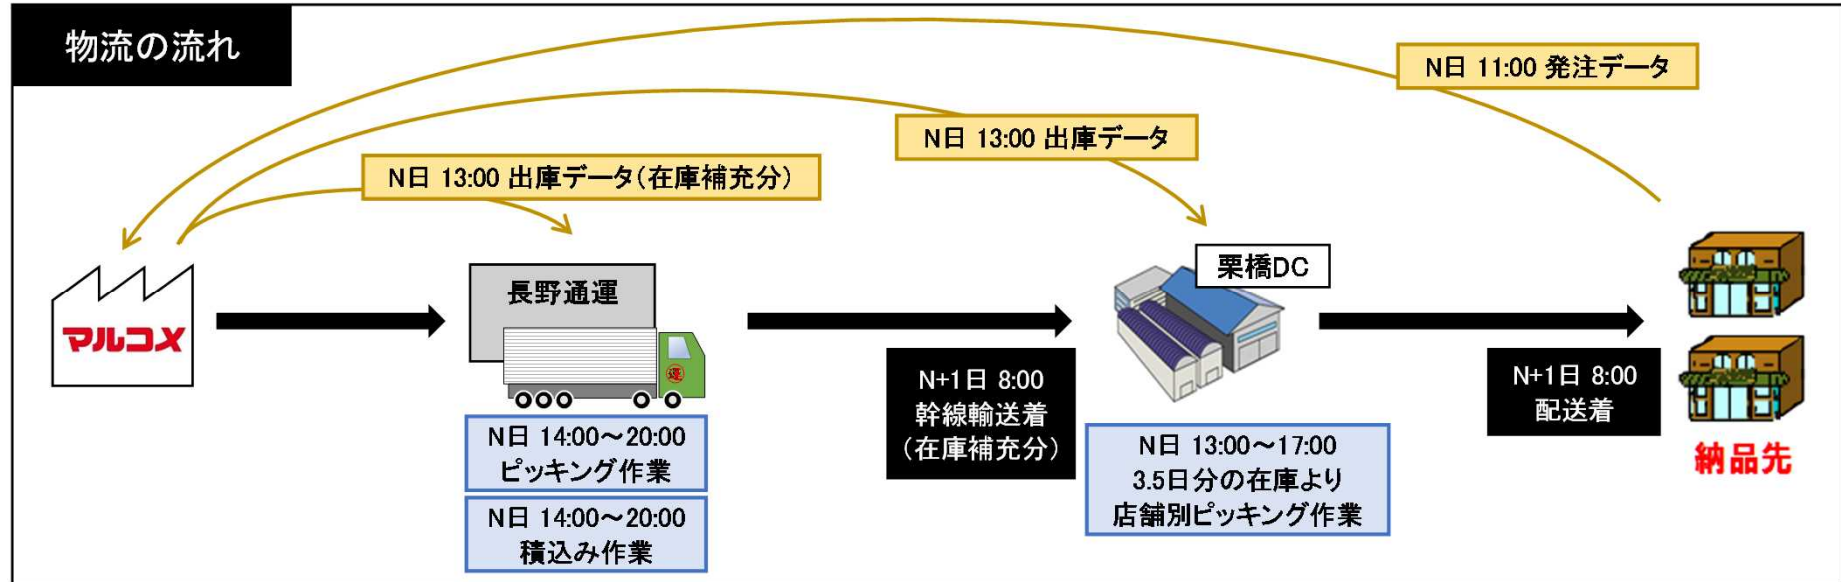 物流の流れ
N日 11:00 発注データ
N日 13:00 出庫データ
N日 13:00 出庫データ(在庫補充分)
マルコメ
長野通運
運
栗橋DC
N日 14:00～20:00
ピッキング作業
N日 14:00～20:00
積込み作業
N+1日 8:00
幹線輸送着
(在庫補充分)
N日 13:00～17:00
3.5日分の在庫より
店舗別ピッキング作業
N+1日 8:00
配送着
納品先